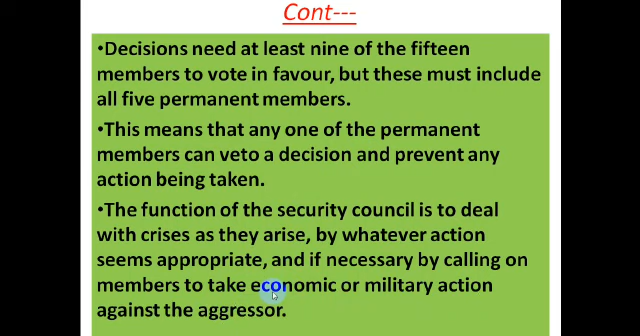 Cont---
•Decisions need at least nine of the fifteen
members to vote in favour, but these must include
all five permanent members.
•This means that any one of the permanent
members can veto a decision and prevent any
action being taken.
•The function of the security council is to deal
with crises as they arise, by whatever action
seems appropriate, and if necessary by calling on
members to take economic or military action
against the aggressor.